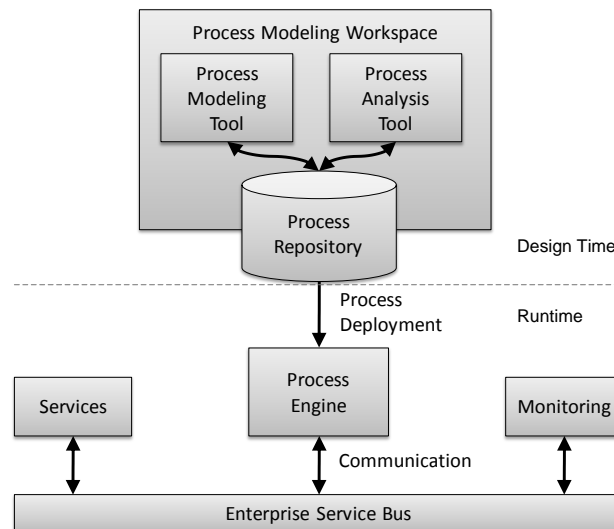 Process Modeling Workspace
Process
Modeling
Tool
Process
Analysis
Tool
Process
Repository
Design Time
Process
Deployment
Runtime
Services
Process
Engine
Monitoring
Communication
Enterprise Service Bus